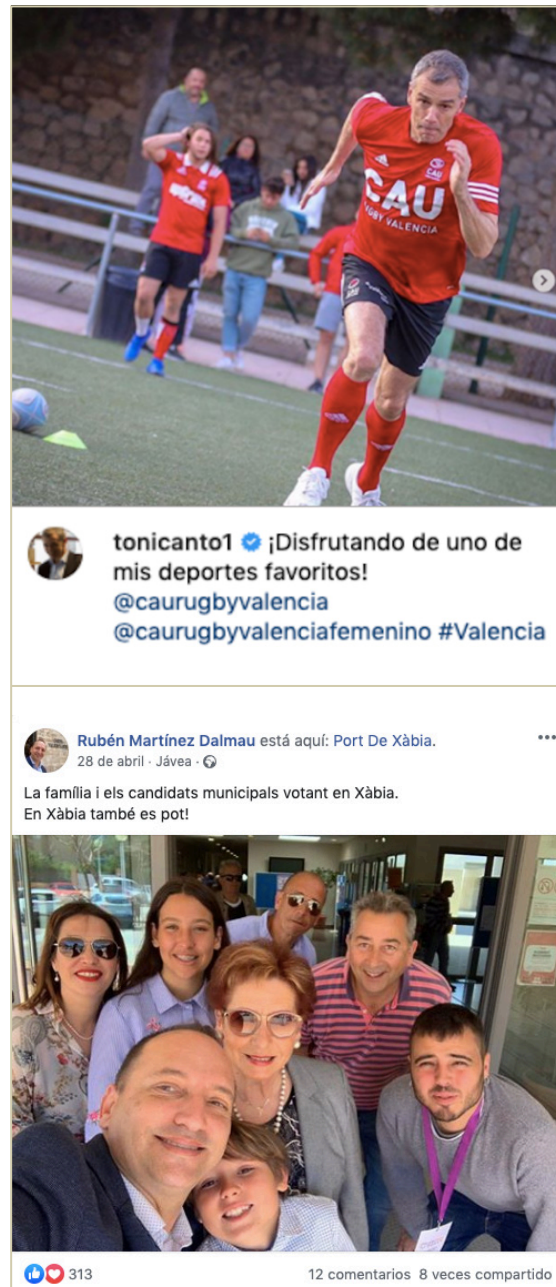 CAU
RUGBY VALENCIA
tonicanto1 ¡Disfrutando de uno de
mis deportes favoritos!
@caurugbyvalencia
@caurugbyvalenciafemenino #Valencia
Rubén Martínez Dalmau está aquí: Port De Xàbia.
28 de abril · Jávea ·
La família i els candidats municipals votant en Xàbia.
En Xàbia també es pot!
313
12 comentarios 8 veces compartido